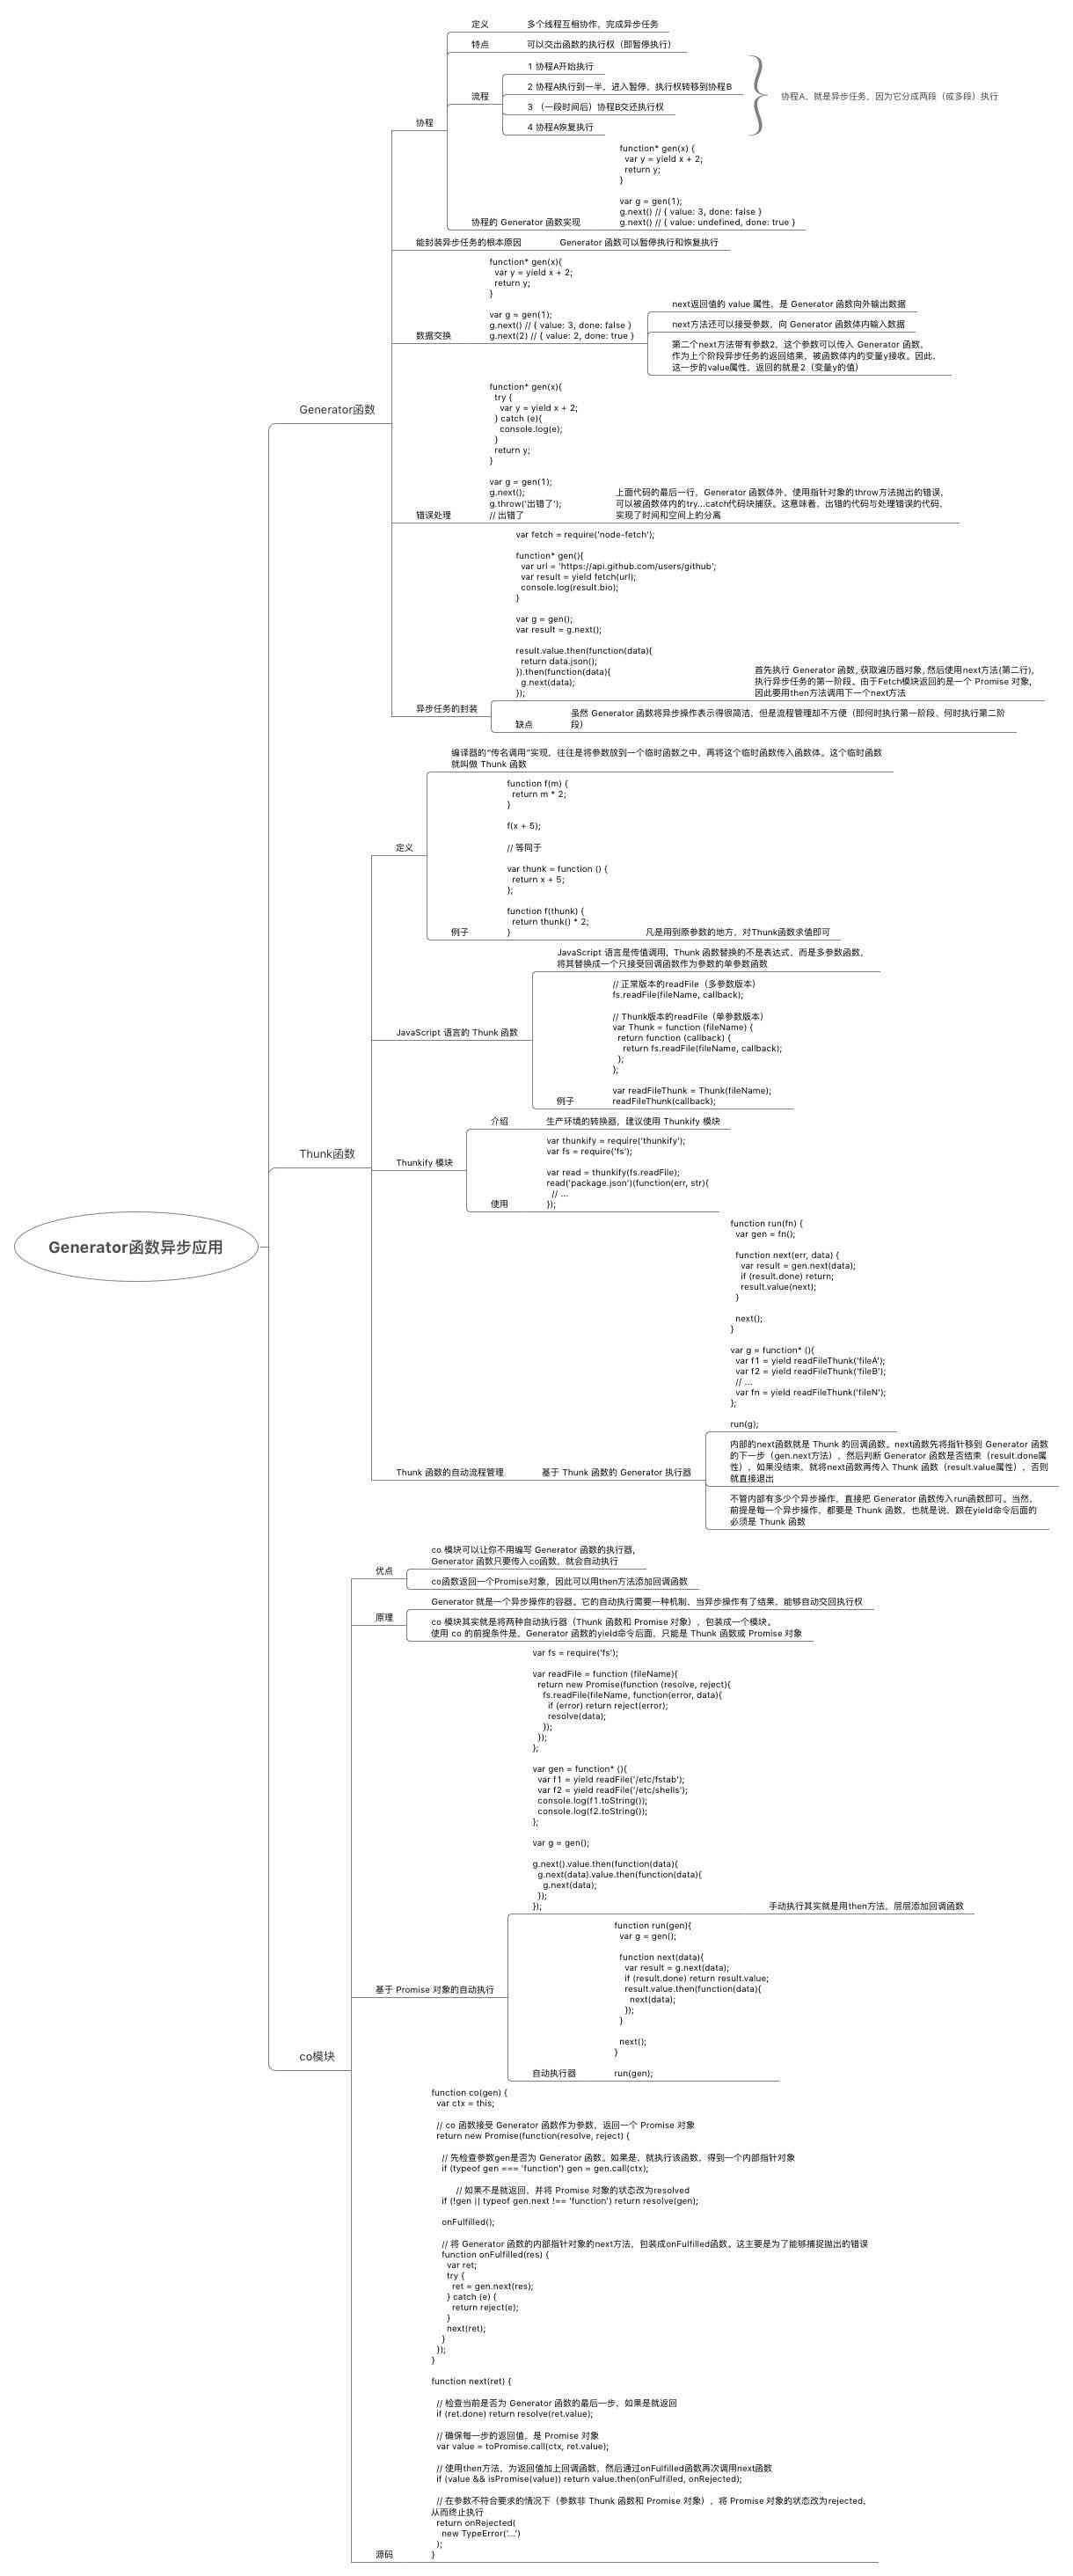 Generator函数异步应用
Generator函数
协程
定义
多个线程互相协作，完成异步任务
特点
可以交出函数的执行权（即暂停执行）
流程
1 协程A开始执行
2 协程A执行到一半，进入暂停，执行权转移到协程B
3 （一段时间后）协程B交还执行权
4 协程A恢复执行
协程A，就是异步任务，因为它分成两段（或多段）执行
协程的 Generator 函数实现
function* gen(x) {
  var y = yield x + 2;
  return y;
}
var g = gen(1);
g.next() // { value: 3, done: false }
g.next() // { value: undefined, done: true }
能封装异步任务的根本原因
Generator 函数可以暂停执行和恢复执行
数据交换
function* gen(x){
  var y = yield x + 2;
  return y;
}
var g = gen(1);
g.next() // { value: 3, done: false }
g.next(2) // { value: 2, done: true }
next返回值的 value 属性，是 Generator 函数向外输出数据
next方法还可以接受参数，向 Generator 函数体内输入数据
第二个next方法带有参数2，这个参数可以传入 Generator 函数，
作为上个阶段异步任务的返回结果，被函数体内的变量y接收。因此，
这一步的value属性，返回的就是2（变量y的值）
错误处理
function* gen(x){
  try {
    var y = yield x + 2;
  } catch (e){
    console.log(e);
  }
  return y;
}
var g = gen(1);
g.next();
g.throw('出错了');
// 出错了
上面代码的最后一行，Generator 函数体外，使用指针对象的throw方法抛出的错误，
可以被函数体内的try...catch代码块捕获。这意味着，出错的代码与处理错误的代码，
实现了时间和空间上的分离
异步任务的封装
var fetch = require('node-fetch');
function* gen(){
  var url = 'https://api.github.com/users/github';
  var result = yield fetch(url);
  console.log(result.bio);
}
var g = gen();
var result = g.next();
result.value.then(function(data){
  return data.json();
}).then(function(data){
  g.next(data);
});
首先执行 Generator 函数, 获取遍历器对象, 然后使用next方法(第二行),
执行异步任务的第一阶段。由于Fetch模块返回的是一个 Promise 对象,
因此要用then方法调用下一个next方法
缺点
虽然 Generator 函数将异步操作表示得很简洁，但是流程管理却不方便（即何时执行第一阶段、何时执行第二阶
段）
Thunk函数
定义
编译器的“传名调用”实现，往往是将参数放到一个临时函数之中，再将这个临时函数传入函数体。这个临时函数
就叫做 Thunk 函数
例子
function f(m) {
  return m * 2;
}
f(x + 5);
// 等同于
var thunk = function () {
  return x + 5;
};
function f(thunk) {
  return thunk() * 2;
}
凡是用到原参数的地方，对Thunk函数求值即可
JavaScript 语言的 Thunk 函数
JavaScript 语言是传值调用，Thunk 函数替换的不是表达式，而是多参数函数，
将其替换成一个只接受回调函数作为参数的单参数函数
例子
// 正常版本的readFile（多参数版本）
fs.readFile(fileName, callback);
// Thunk版本的readFile（单参数版本）
var Thunk = function (fileName) {
  return function (callback) {
    return fs.readFile(fileName, callback);
  };
};
var readFileThunk = Thunk(fileName);
readFileThunk(callback);
Thunkify 模块
介绍
生产环境的转换器，建议使用 Thunkify 模块
使用
var thunkify = require('thunkify');
var fs = require('fs');
var read = thunkify(fs.readFile);
read('package.json')(function(err, str){
  // ...
});
Thunk 函数的自动流程管理
基于 Thunk 函数的 Generator 执行器
function run(fn) {
  var gen = fn();
  function next(err, data) {
    var result = gen.next(data);
    if (result.done) return;
    result.value(next);
  }
  next();
}
var g = function* (){
  var f1 = yield readFileThunk('fileA');
  var f2 = yield readFileThunk('fileB');
  // ...
  var fn = yield readFileThunk('fileN');
};
run(g);
内部的next函数就是 Thunk 的回调函数。next函数先将指针移到 Generator 函数
的下一步（gen.next方法），然后判断 Generator 函数是否结束（result.done属
性），如果没结束，就将next函数再传入 Thunk 函数（result.value属性），否则
就直接退出
不管内部有多少个异步操作，直接把 Generator 函数传入run函数即可。当然，
前提是每一个异步操作，都要是 Thunk 函数，也就是说，跟在yield命令后面的
必须是 Thunk 函数
co模块
优点
co 模块可以让你不用编写 Generator 函数的执行器，
Generator 函数只要传入co函数，就会自动执行
co函数返回一个Promise对象，因此可以用then方法添加回调函数
原理
Generator 就是一个异步操作的容器。它的自动执行需要一种机制，当异步操作有了结果，能够自动交回执行权
co 模块其实就是将两种自动执行器（Thunk 函数和 Promise 对象），包装成一个模块。
使用 co 的前提条件是，Generator 函数的yield命令后面，只能是 Thunk 函数或 Promise 对象
基于 Promise 对象的自动执行
var fs = require('fs');
var readFile = function (fileName){
  return new Promise(function (resolve, reject){
    fs.readFile(fileName, function(error, data){
      if (error) return reject(error);
      resolve(data);
    });
  });
};
var gen = function* (){
  var f1 = yield readFile('/etc/fstab');
  var f2 = yield readFile('/etc/shells');
  console.log(f1.toString());
  console.log(f2.toString());
};
var g = gen();
g.next().value.then(function(data){
  g.next(data).value.then(function(data){
    g.next(data);
  });
});
手动执行其实就是用then方法，层层添加回调函数
自动执行器
function run(gen){
  var g = gen();
  function next(data){
    var result = g.next(data);
    if (result.done) return result.value;
    result.value.then(function(data){
      next(data);
    });
  }
  next();
}
run(gen);
源码
function co(gen) {
  var ctx = this;
  // co 函数接受 Generator 函数作为参数，返回一个 Promise 对象
  return new Promise(function(resolve, reject) {
    // 先检查参数gen是否为 Generator 函数。如果是，就执行该函数，得到一个内部指针对象
    if (typeof gen === 'function') gen = gen.call(ctx);
    // 如果不是就返回，并将 Promise 对象的状态改为resolved
    if (!gen || typeof gen.next !== 'function') return resolve(gen);
    onFulfilled();
    // 将 Generator 函数的内部指针对象的next方法，包装成onFulfilled函数。这主要是为了能够捕捉抛出的错误
    function onFulfilled(res) {
      var ret;
      try {
        ret = gen.next(res);
      } catch (e) {
        return reject(e);
      }
      next(ret);
    }
  });
}
function next(ret) {
  // 检查当前是否为 Generator 函数的最后一步，如果是就返回
  if (ret.done) return resolve(ret.value);
  // 确保每一步的返回值，是 Promise 对象
  var value = toPromise.call(ctx, ret.value);
  // 使用then方法，为返回值加上回调函数，然后通过onFulfilled函数再次调用next函数
  if (value && isPromise(value)) return value.then(onFulfilled, onRejected);
  // 在参数不符合要求的情况下（参数非 Thunk 函数和 Promise 对象），将 Promise 对象的状态改为rejected，
从而终止执行
  return onRejected(
    new TypeError('...')
  );
}